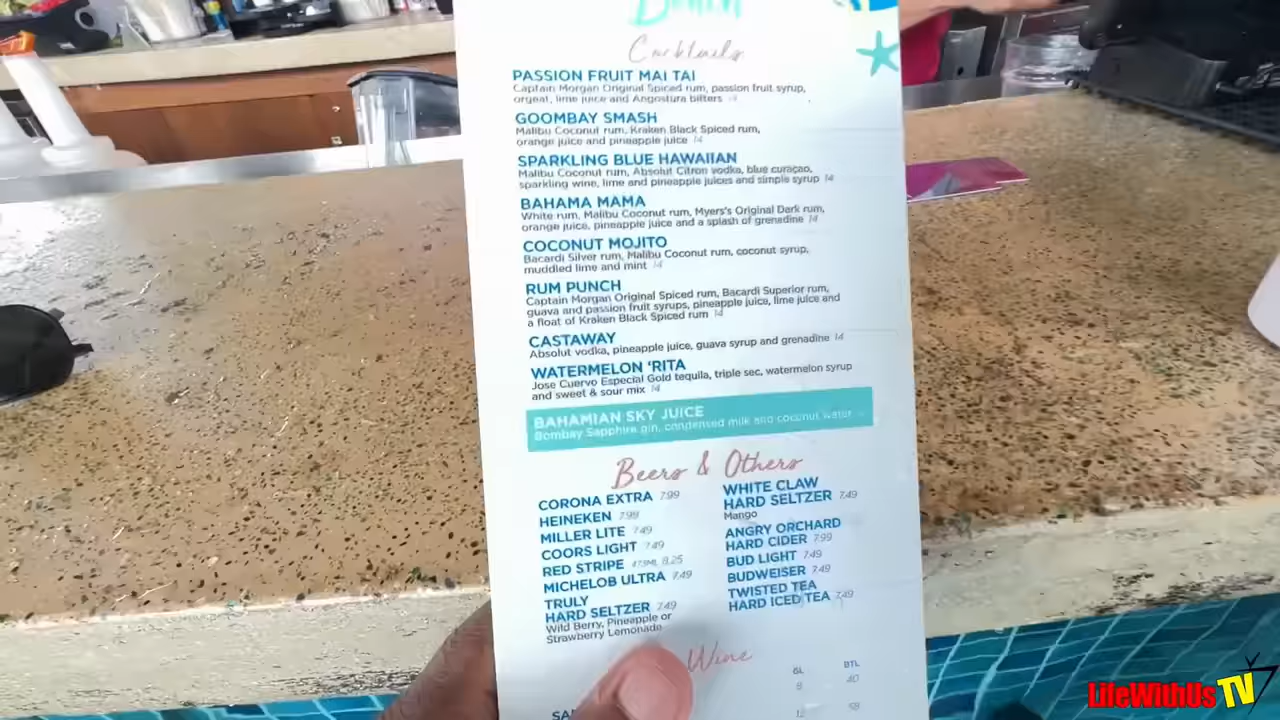 Cocktails
PASSION FRUIT MAI TAI
Captain Morgan Original Spiced rum, passion fruit syrup,
orgeat, lime juice and Angostura bitters 14
GOOMBAY SMASH
Malibu Coconut rum, Kraken Black Spiced rum,
orange juice and pineapple juice 14
SPARKLING BLUE HAWAIIAN
Malibu Coconut rum, Absolut Citron vodka, blue curaçao,
sparkling wine, lime and pineapple juices and simple syrup 14
BAHAMA MAMA
White rum, Malibu Coconut rum, Myers's Original Dark rum,
orange juice, pineapple juice and a splash of grenadine 14
COCONUT MOJITO
Bacardi Silver rum, Malibu Coconut rum, coconut syrup,
muddled lime and mint 14
RUM PUNCH
Captain Morgan Original Spiced rum, Bacardi Superior rum,
guava and passion fruit syrups, pineapple juice, lime juice and
a float of Kraken Black Spiced rum 14
CASTAWAY
Absolut vodka, pineapple juice, guava syrup and grenadine 14
WATERMELON 'RITA
Jose Cuervo Especial Gold tequila, triple sec, watermelon syrup
and sweet & sour mix 14
BAHAMIAN SKY JUICE
Bombay Sapphire gin, condensed milk and coconut water
Beers & Others
CORONA EXTRA 7.99
HEINEKEN 7.99
MILLER LITE 7.49
COORS LIGHT 7.49
RED STRIPE 473ML 8.25
MICHELOB ULTRA 7.49
TRULY
HARD SELTZER 7.49
Wild Berry, Pineapple or
Strawberry Lemonade
WHITE CLAW
HARD SELTZER 7.49
Mango
ANGRY ORCHARD
HARD CIDER 7.99
BUD LIGHT 7.49
BUDWEISER 7.49
TWISTED TEA
HARD ICED TEA 7.49
Wine
GL BTL
8 40
12 58
LifeWithUsTV